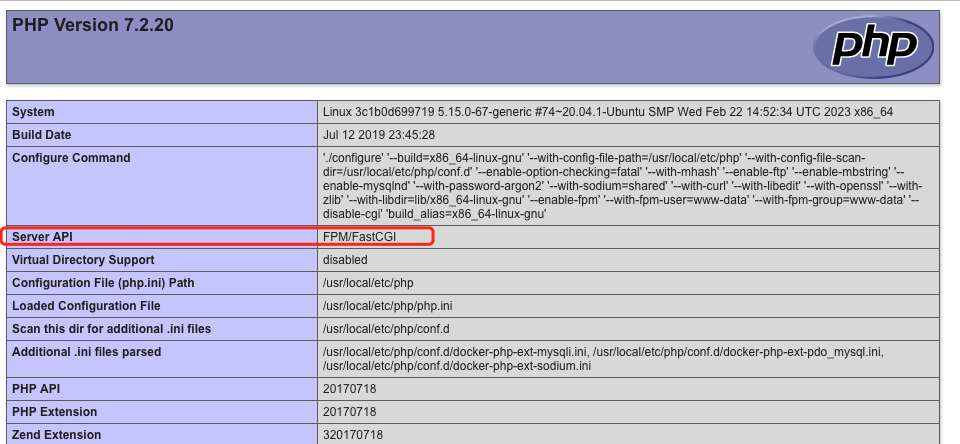 PHP Version 7.2.20
php
System Linux 3c1b0d699719 5.15.0-67-generic #74~20.04.1-Ubuntu SMP Wed Feb 22 14:52:34 UTC 2023 x86_64
Build Date Jul 12 2019 23:45:28
Configure Command './configure' '--build=x86_64-linux-gnu' '--with-config-file-path=/usr/local/etc/php' '--with-config-file-scan-
dir=/usr/local/etc/php/conf.d' '--enable-option-checking=fatal' '--with-mhash' '--enable-ftp' '--enable-mbstring' '--
enable-mysqlnd' '--with-password-argon2' '--with-sodium=shared' '--with-curl' '--with-libedit' '--with-openssl' '--with-
zlib' '--with-libdir=lib/x86_64-linux-gnu' '--enable-fpm' '--with-fpm-user=www-data' '--with-fpm-group=www-data' '--
disable-cgi' 'build_alias=x86_64-linux-gnu'
Server API FPM/FastCGI
Virtual Directory Support disabled
Configuration File (php.ini) Path /usr/local/etc/php
Loaded Configuration File /usr/local/etc/php/php.ini
Scan this dir for additional .ini files /usr/local/etc/php/conf.d
Additional .ini files parsed /usr/local/etc/php/conf.d/docker-php-ext-mysqli.ini, /usr/local/etc/php/conf.d/docker-php-ext-pdo_mysql.ini,
/usr/local/etc/php/conf.d/docker-php-ext-sodium.ini
PHP API 20170718
PHP Extension 20170718
Zend Extension 320170718